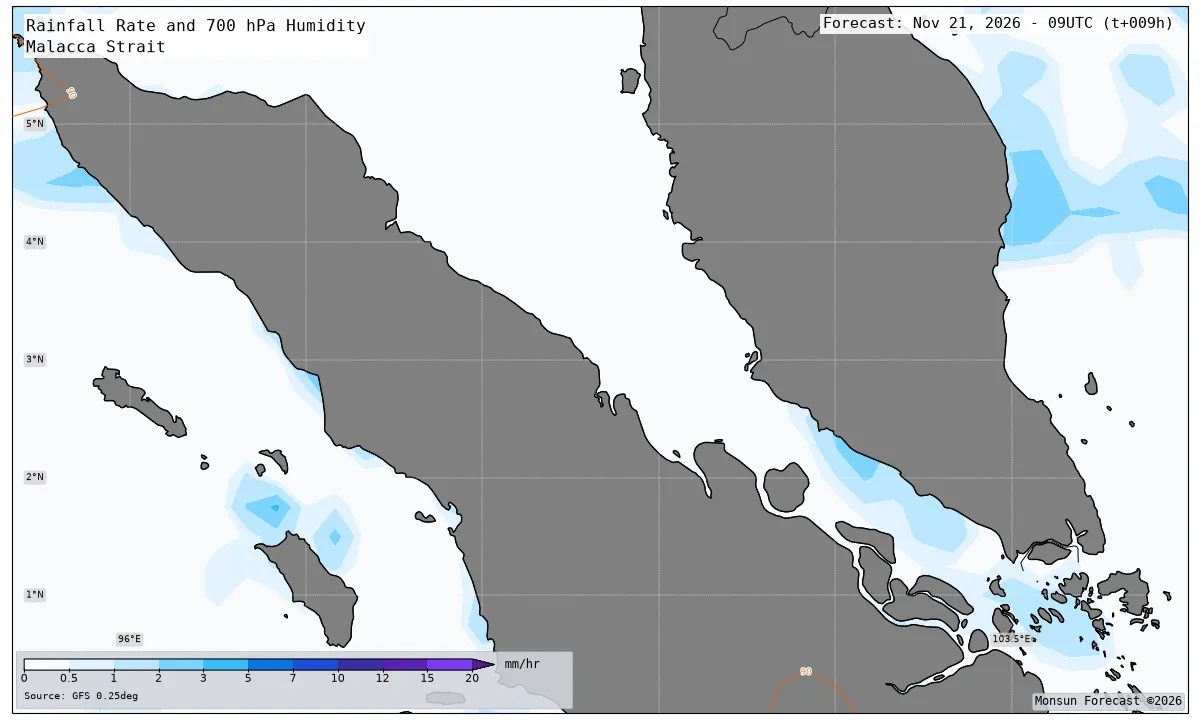 Rainfall Rate and 700 hPa Humidity
Malacca Strait
Forecast: Nov 21, 2026 - 09UTC (t+009h)
90
5°N
4°N
3°N
2°N
1°N
96°E
103.5°E
90
mm/hr
0 0.5 1 2 3 5 7 10 12 15 20
Source: GFS 0.25deg
Monsun Forecast ©2026